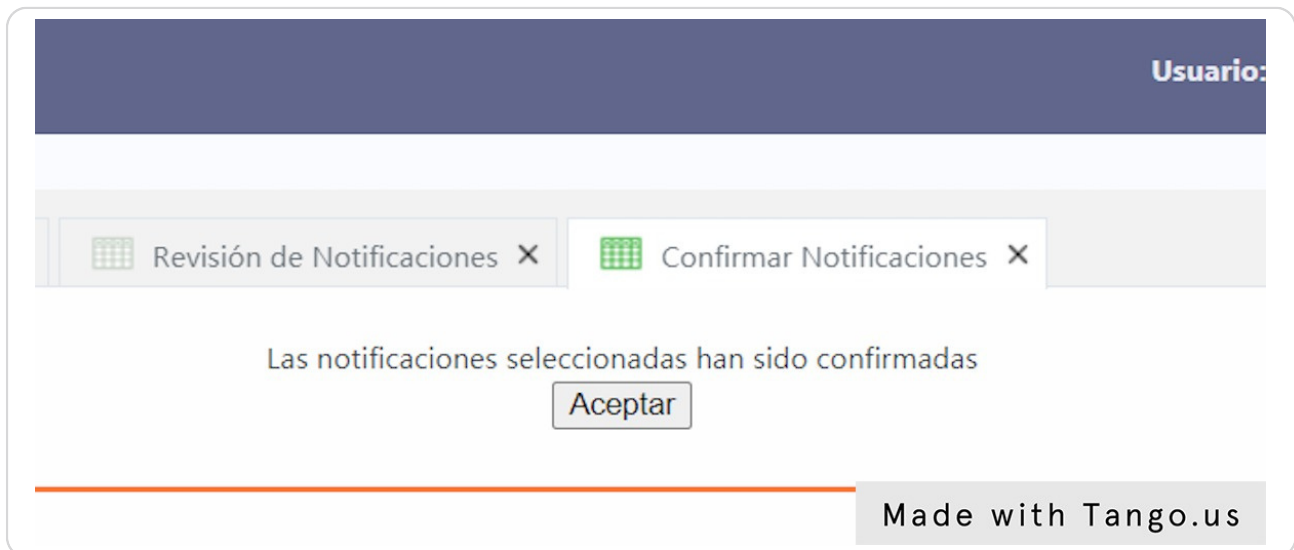 Usuario:
Revisión de Notificaciones Confirmar Notificaciones
Las notificaciones seleccionadas han sido confirmadas
Aceptar
Made with Tango.us